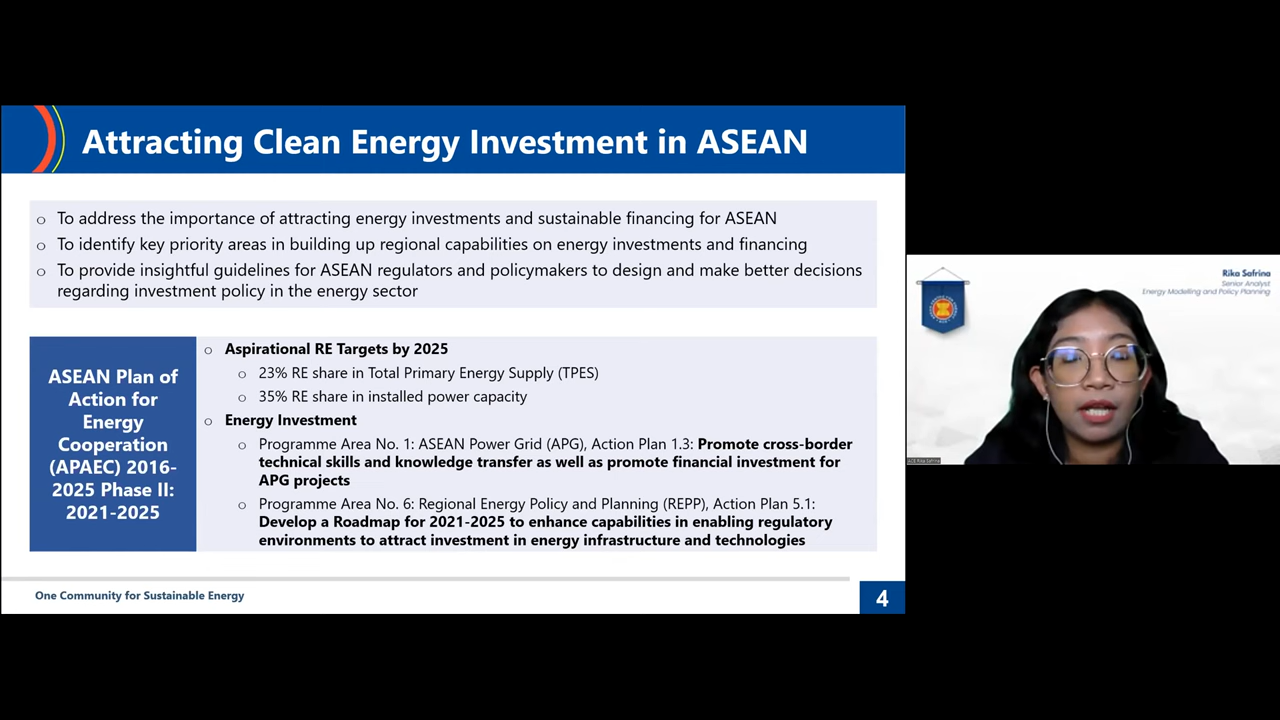 Attracting Clean Energy Investment in ASEAN
o To address the importance of attracting energy investments and sustainable financing for ASEAN
o To identify key priority areas in building up regional capabilities on energy investments and financing
o To provide insightful guidelines for ASEAN regulators and policymakers to design and make better decisions
regarding investment policy in the energy sector
ASEAN Plan of
Action for
Energy
Cooperation
(APAEC) 2016-
2025 Phase II:
2021-2025
o Aspirational RE Targets by 2025
o 23% RE share in Total Primary Energy Supply (TPES)
o 35% RE share in installed power capacity
o Energy Investment
o Programme Area No. 1: ASEAN Power Grid (APG), Action Plan 1.3: Promote cross-border
technical skills and knowledge transfer as well as promote financial investment for
APG projects
o Programme Area No. 6: Regional Energy Policy and Planning (REPP), Action Plan 5.1:
Develop a Roadmap for 2021-2025 to enhance capabilities in enabling regulatory
environments to attract investment in energy infrastructure and technologies
One Community for Sustainable Energy
4
Rika Safrina
Senior Analyst
Energy Modelling and Policy Planning
ACE Rika Safrina